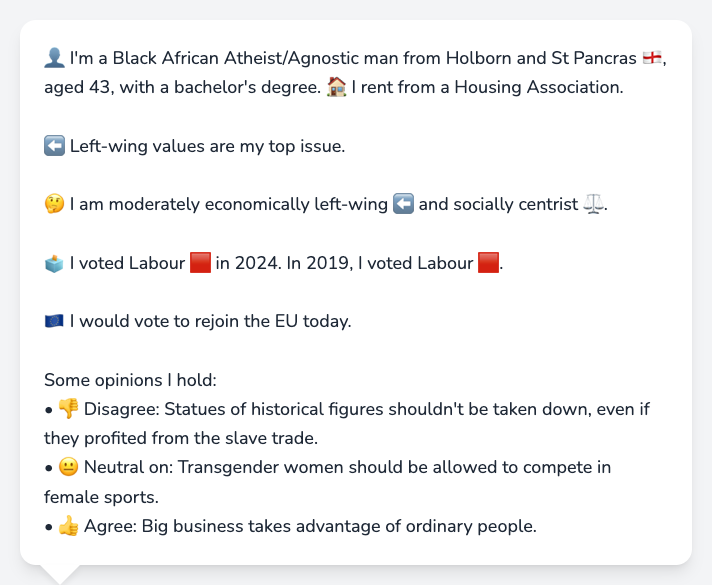 👤 I'm a Black African Atheist/Agnostic man from Holborn and St Pancras 🏴󠁧󠁢󠁥󠁮󠁧󠁿,
aged 43, with a bachelor's degree. 🏠 I rent from a Housing Association.
⬅️ Left-wing values are my top issue.
🤔 I am moderately economically left-wing ⬅️ and socially centrist ⚖️.
🗳️ I voted Labour 🟥 in 2024. In 2019, I voted Labour 🟥.
🇪🇺 I would vote to rejoin the EU today.
Some opinions I hold:
• 👎 Disagree: Statues of historical figures shouldn't be taken down, even if
they profited from the slave trade.
• 😐 Neutral on: Transgender women should be allowed to compete in
female sports.
• 👍 Agree: Big business takes advantage of ordinary people.